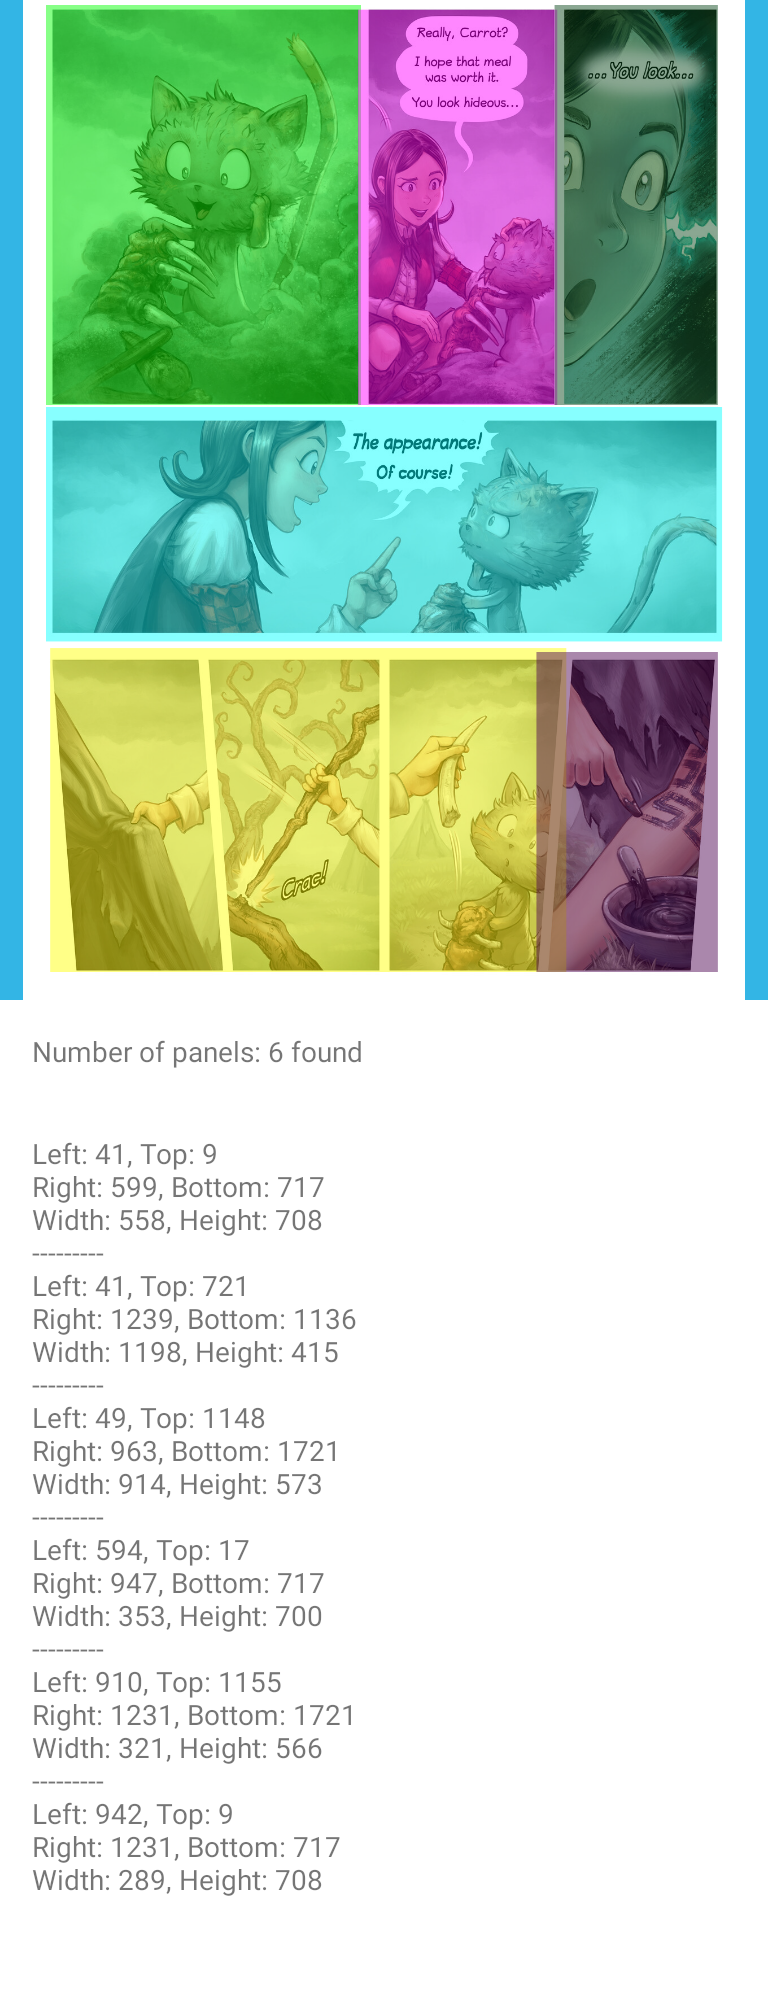 Really, Carrot?
I hope that meal
was worth it.
You look hideous...
...You look...
The appearance!
Of course!
Crac!
Number of panels: 6 found
Left: 41, Top: 9
Right: 599, Bottom: 717
Width: 558, Height: 708
---------
Left: 41, Top: 721
Right: 1239, Bottom: 1136
Width: 1198, Height: 415
---------
Left: 49, Top: 1148
Right: 963, Bottom: 1721
Width: 914, Height: 573
---------
Left: 594, Top: 17
Right: 947, Bottom: 717
Width: 353, Height: 700
---------
Left: 910, Top: 1155
Right: 1231, Bottom: 1721
Width: 321, Height: 566
---------
Left: 942, Top: 9
Right: 1231, Bottom: 717
Width: 289, Height: 708